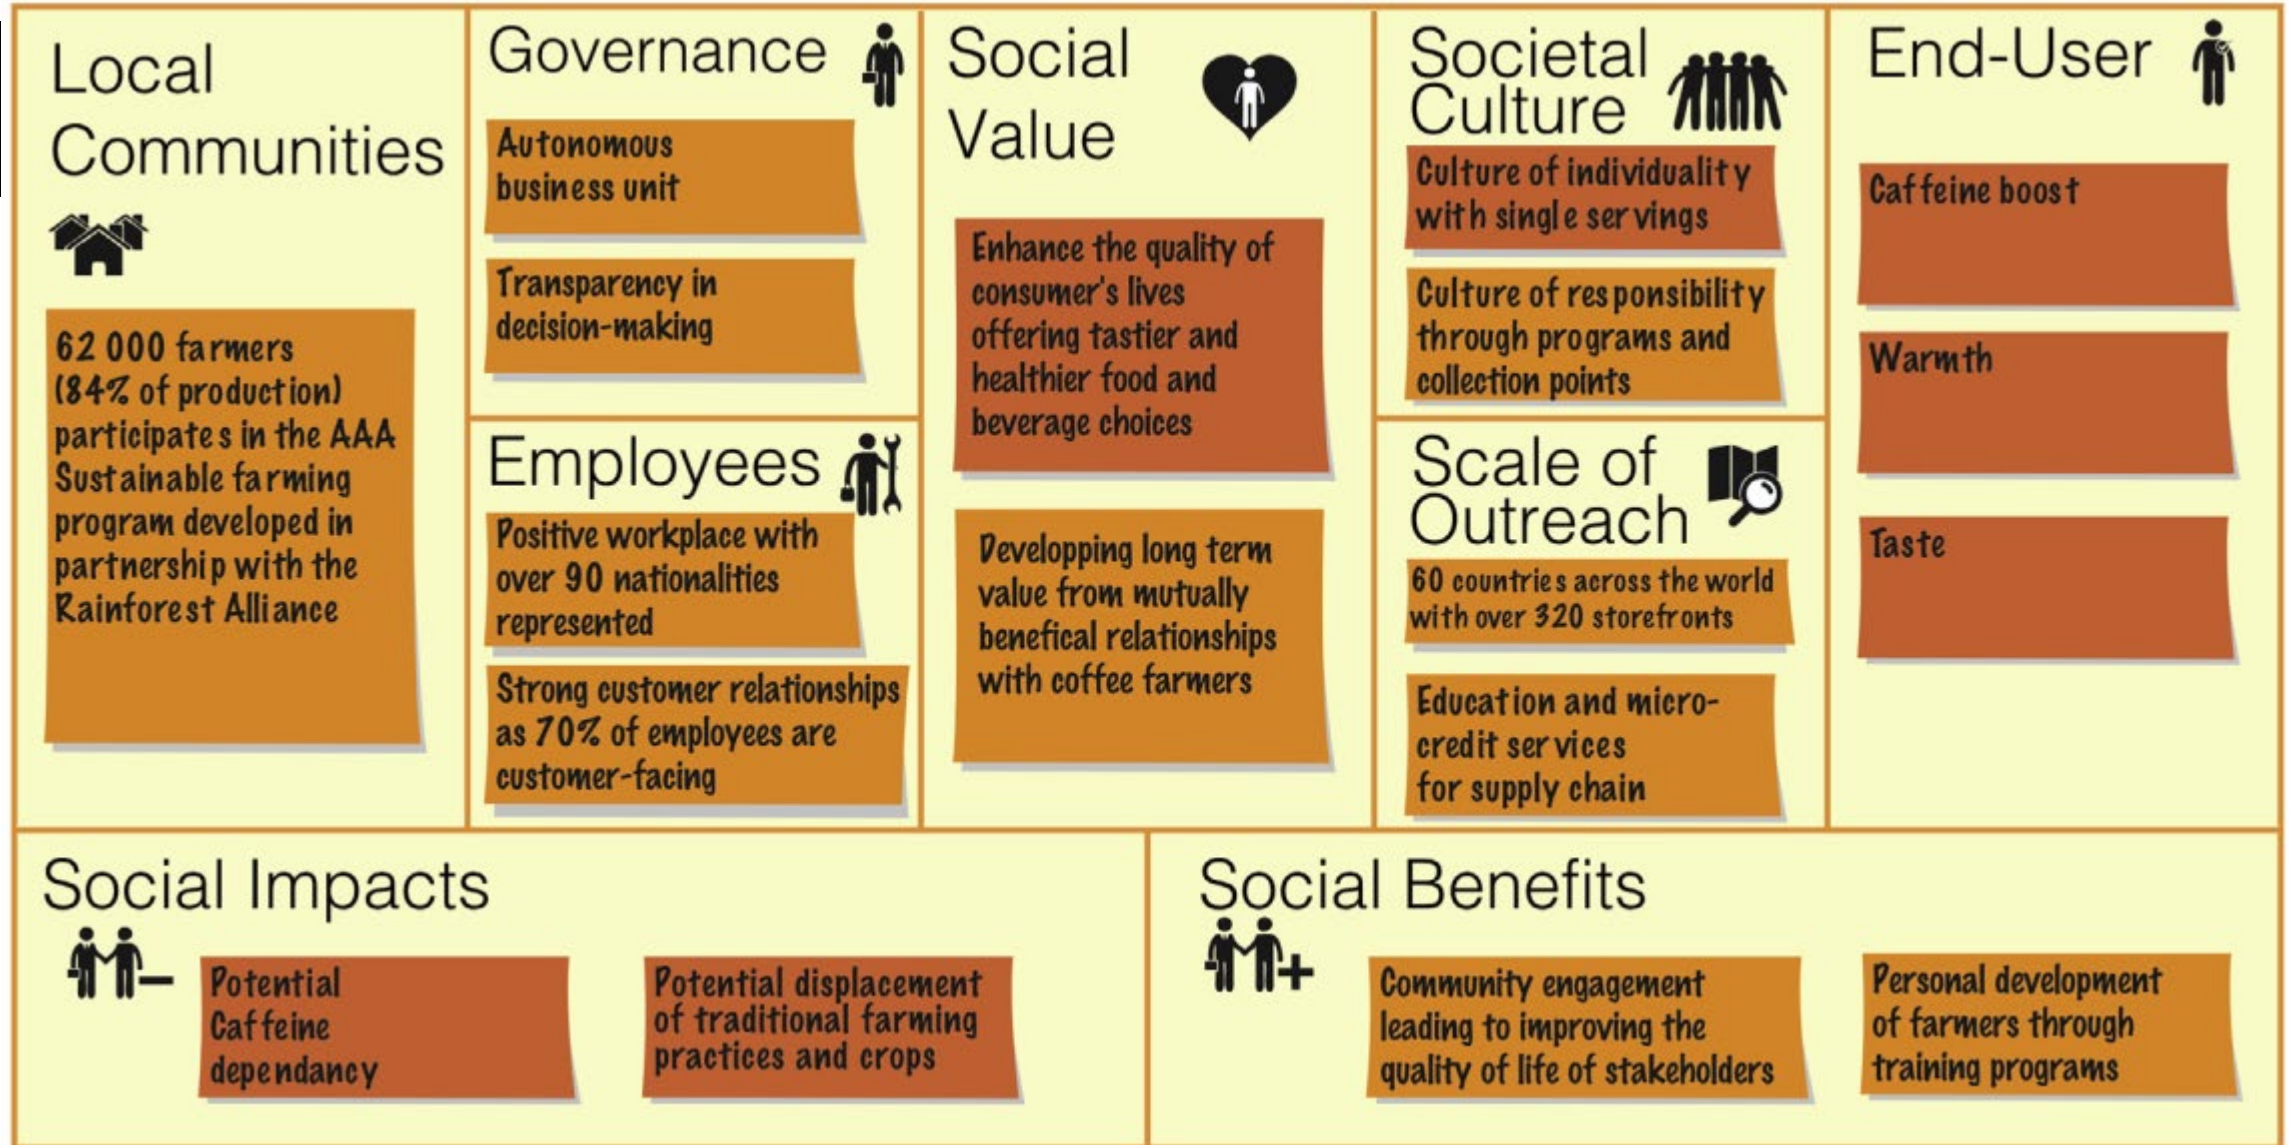 Local
Communities
62 000 farmers
(84% of production)
participates in the AAA
Sustainable farming
program developed in
partnership with the
Rainforest Alliance
Governance
Autonomous
business unit
Transparency in
decision-making
Employees
Positive workplace with
over 90 nationalities
represented
Strong customer relationships
as 70% of employees are
customer-facing
Social
Value
Enhance the quality of
consumer's lives
offering tastier and
healthier food and
beverage choices
Developping long term
value from mutually
benefical relationships
with coffee farmers
Societal
Culture
Culture of individuality
with single servings
Culture of responsibility
through programs and
collection points
Scale of
Outreach
60 countries across the world
with over 320 storefronts
Education and micro-
credit services
for supply chain
End-User
Caffeine boost
Warmth
Taste
Social Impacts
Potential
Caffeine
dependancy
Potential displacement
of traditional farming
practices and crops
Social Benefits
Community engagement
leading to improving the
quality of life of stakeholders
Personal development
of farmers through
training programs